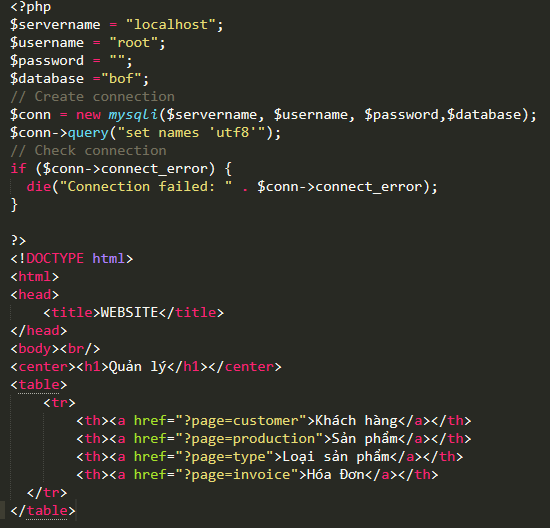 <?php
$servername = "localhost";
$username = "root";
$password = "";
$database ="bof";
// Create connection
$conn = new mysqli($servername, $username, $password,$database);
$conn->query("set names 'utf8'");
// Check connection
if ($conn->connect_error) {
  die("Connection failed: " . $conn->connect_error);
}
?>
<!DOCTYPE html>
<html>
<head>
    <title>WEBSITE</title>
</head>
<body><br/>
<center><h1>Quản lý</h1></center>
<table>
    <tr>
        <th><a href="?page=customer">Khách hàng</a></th>
        <th><a href="?page=production">Sản phẩm</a></th>
        <th><a href="?page=type">Loại sản phẩm</a></th>
        <th><a href="?page=invoice">Hóa Đơn</a></th>
  </tr>
</table>